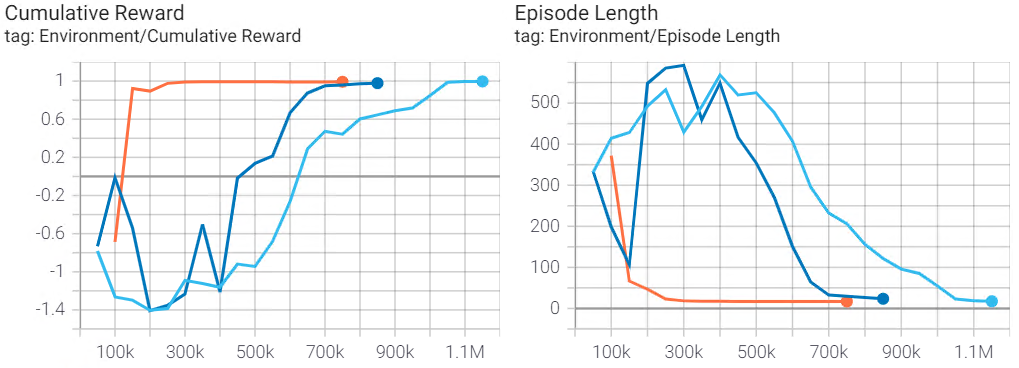 Cumulative Reward
tag: Environment/Cumulative Reward
1
0.6
0.2
-0.2
-0.6
-1
-1.4
100k 300k 500k 700k 900k 1.1M
Episode Length
tag: Environment/Episode Length
500
400
300
200
100
0
100k 300k 500k 700k 900k 1.1M